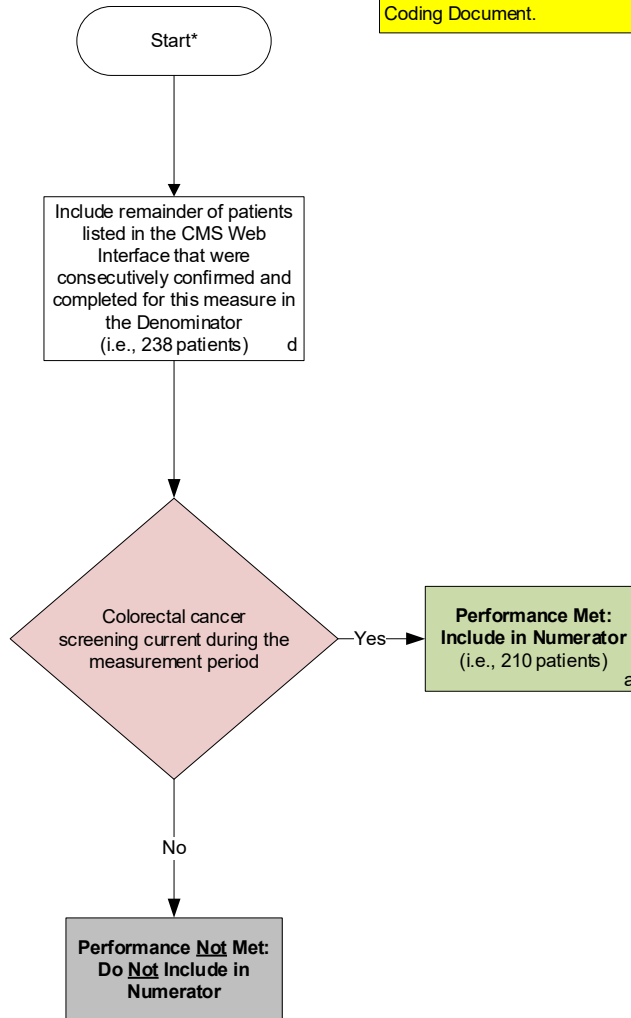 Coding Document.
Start*
Include remainder of patients
listed in the CMS Web
Interface that were
consecutively confirmed and
completed for this measure in
the Denominator
(i.e., 238 patients) d
Colorectal cancer
screening current during the
measurement period
Yes
Performance Met:
Include in Numerator
(i.e., 210 patients)
a
No
Performance Not Met:
Do Not Include in
Numerator